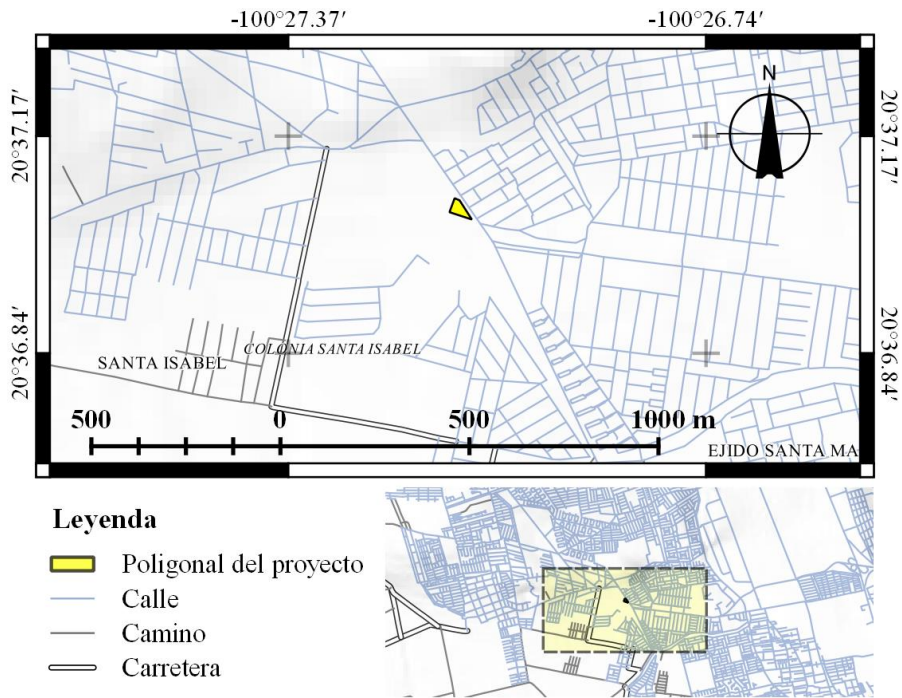 -100°27.37′ -100°26.74′
N
20°37.17′ 20°37.17′
20°36.84′ 20°36.84′
COLONIA SANTA ISABEL
SANTA ISABEL
500 0 500 1000 m
EJIDO SANTA MA
Leyenda
Poligonal del proyecto
Calle
Camino
Carretera